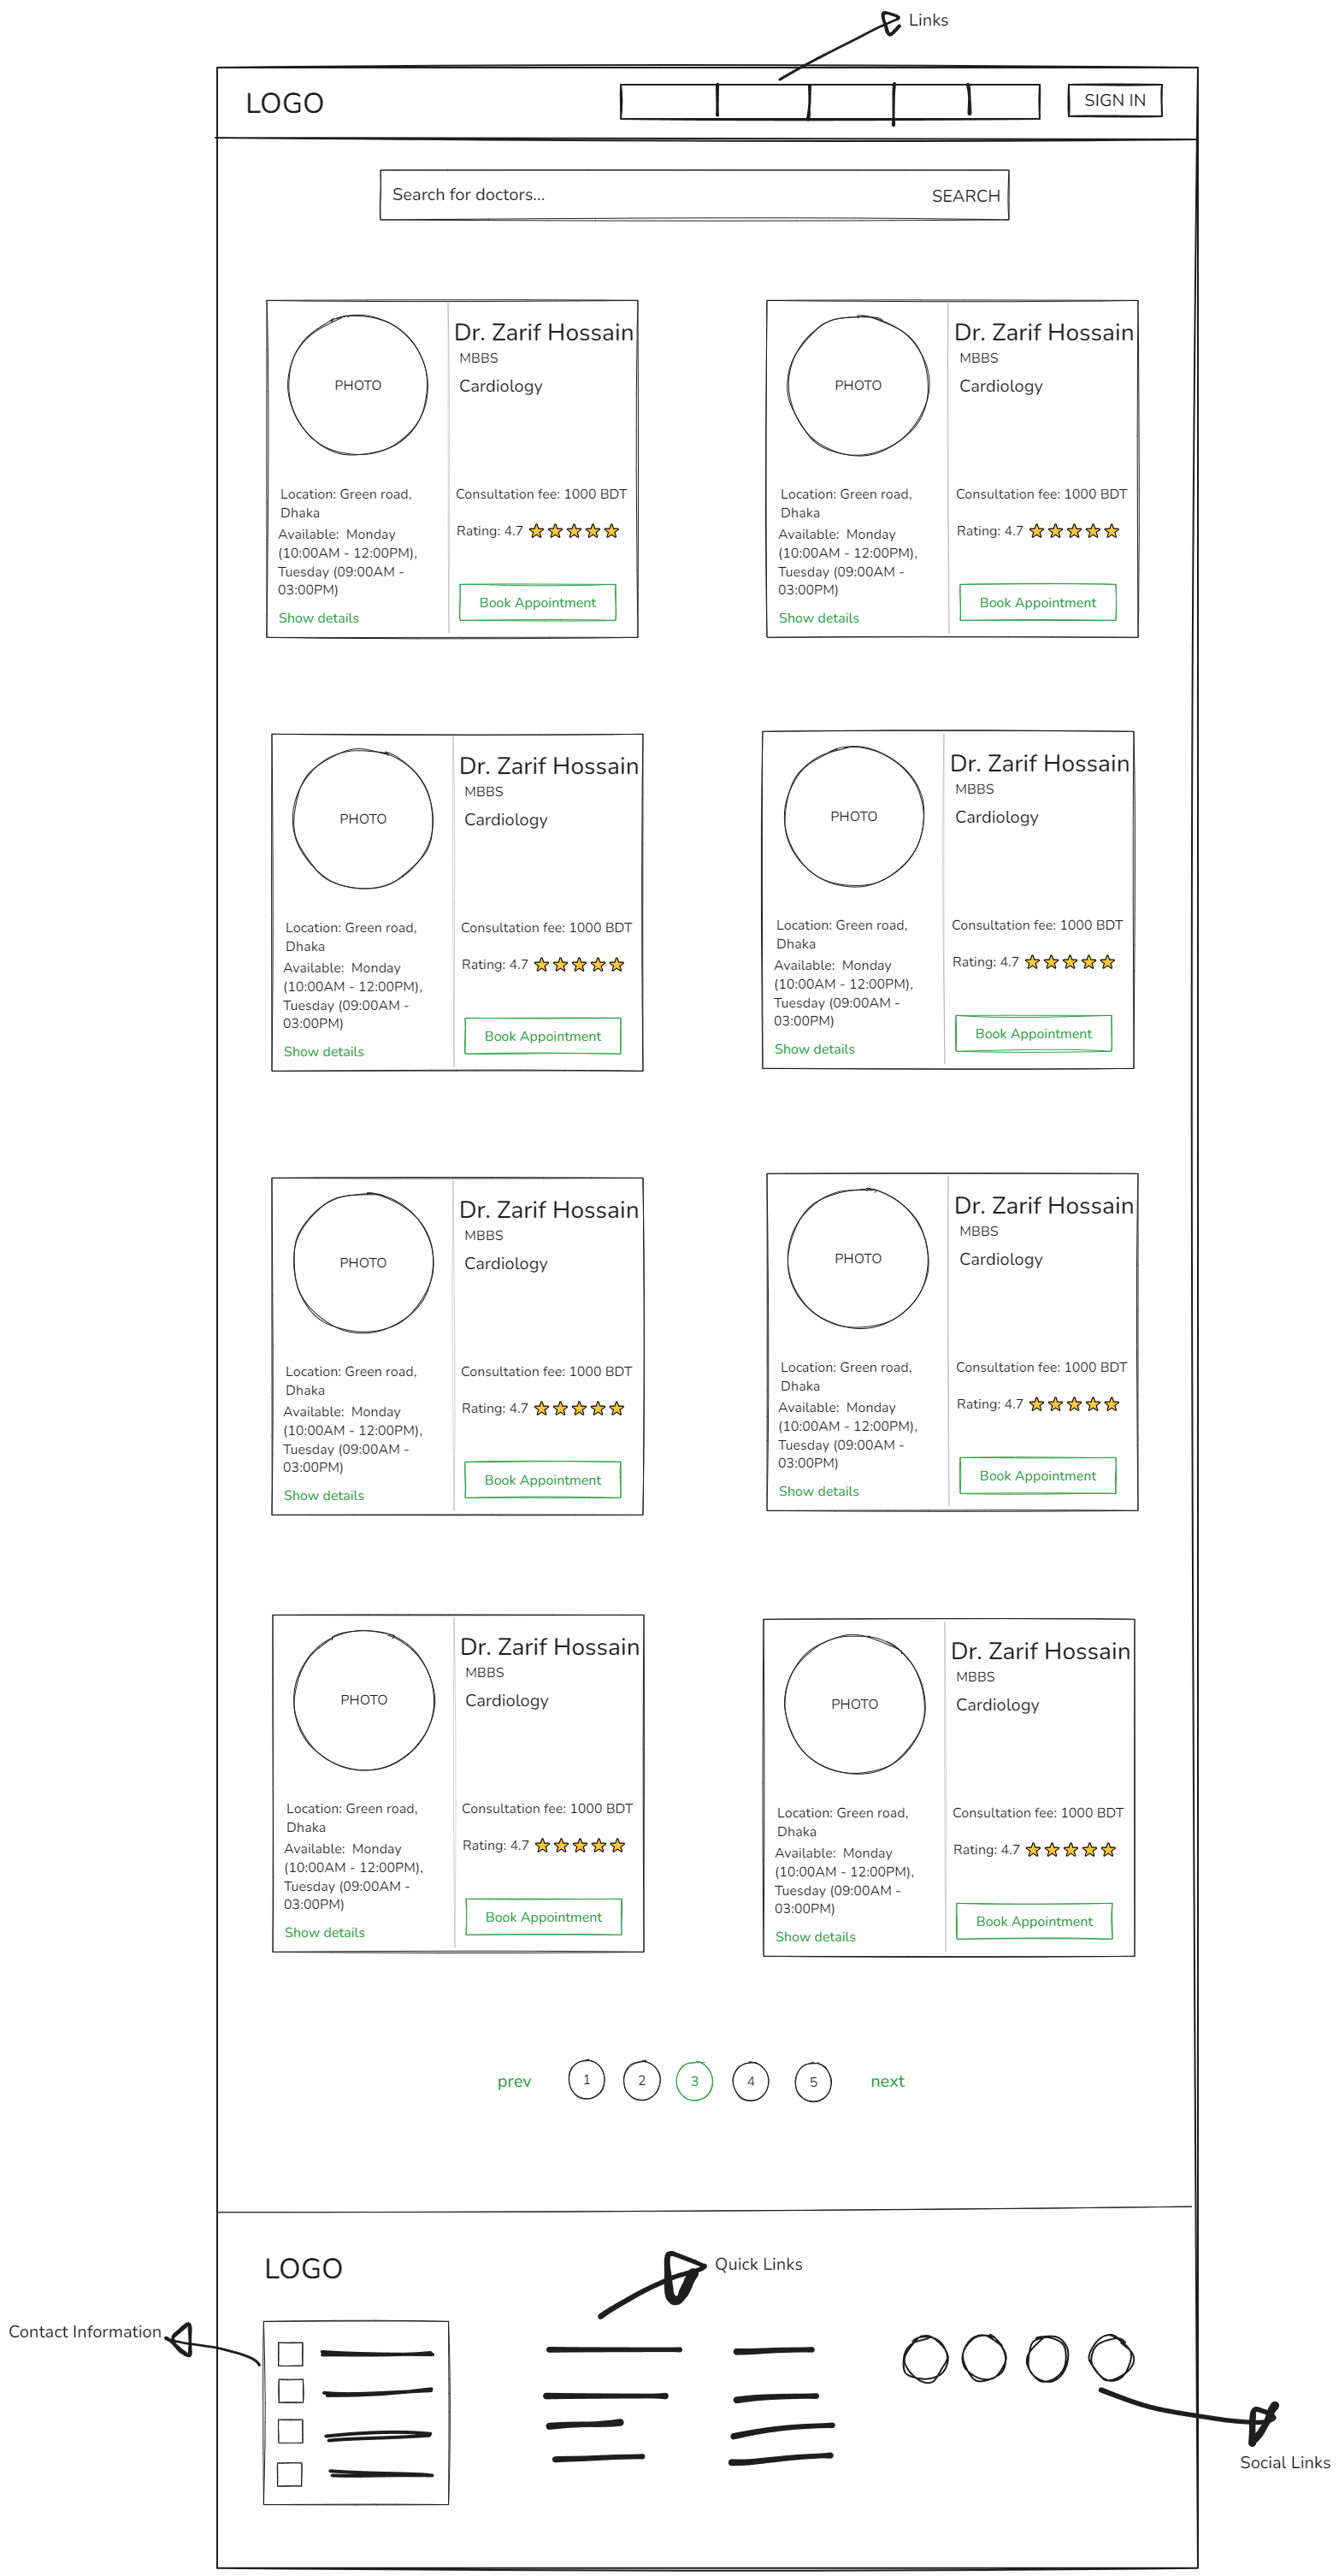 Links
LOGO
SIGN IN
Search for doctors...
SEARCH
PHOTO
Dr. Zarif Hossain
MBBS
Cardiology
Location: Green road,
Dhaka
Available:  Monday
(10:00AM - 12:00PM),
Tuesday (09:00AM -
03:00PM)
Show details
Consultation fee: 1000 BDT
Rating: 4.7
Book Appointment
PHOTO
Dr. Zarif Hossain
MBBS
Cardiology
Location: Green road,
Dhaka
Available:  Monday
(10:00AM - 12:00PM),
Tuesday (09:00AM -
03:00PM)
Show details
Consultation fee: 1000 BDT
Rating: 4.7
Book Appointment
PHOTO
Dr. Zarif Hossain
MBBS
Cardiology
Location: Green road,
Dhaka
Available:  Monday
(10:00AM - 12:00PM),
Tuesday (09:00AM -
03:00PM)
Show details
Consultation fee: 1000 BDT
Rating: 4.7
Book Appointment
PHOTO
Dr. Zarif Hossain
MBBS
Cardiology
Location: Green road,
Dhaka
Available:  Monday
(10:00AM - 12:00PM),
Tuesday (09:00AM -
03:00PM)
Show details
Consultation fee: 1000 BDT
Rating: 4.7
Book Appointment
PHOTO
Dr. Zarif Hossain
MBBS
Cardiology
Location: Green road,
Dhaka
Available:  Monday
(10:00AM - 12:00PM),
Tuesday (09:00AM -
03:00PM)
Show details
Consultation fee: 1000 BDT
Rating: 4.7
Book Appointment
PHOTO
Dr. Zarif Hossain
MBBS
Cardiology
Location: Green road,
Dhaka
Available:  Monday
(10:00AM - 12:00PM),
Tuesday (09:00AM -
03:00PM)
Show details
Consultation fee: 1000 BDT
Rating: 4.7
Book Appointment
PHOTO
Dr. Zarif Hossain
MBBS
Cardiology
Location: Green road,
Dhaka
Available:  Monday
(10:00AM - 12:00PM),
Tuesday (09:00AM -
03:00PM)
Show details
Consultation fee: 1000 BDT
Rating: 4.7
Book Appointment
PHOTO
Dr. Zarif Hossain
MBBS
Cardiology
Location: Green road,
Dhaka
Available:  Monday
(10:00AM - 12:00PM),
Tuesday (09:00AM -
03:00PM)
Show details
Consultation fee: 1000 BDT
Rating: 4.7
Book Appointment
prev 1 2 3 4 5 next
LOGO
Quick Links
Contact Information
Social Links